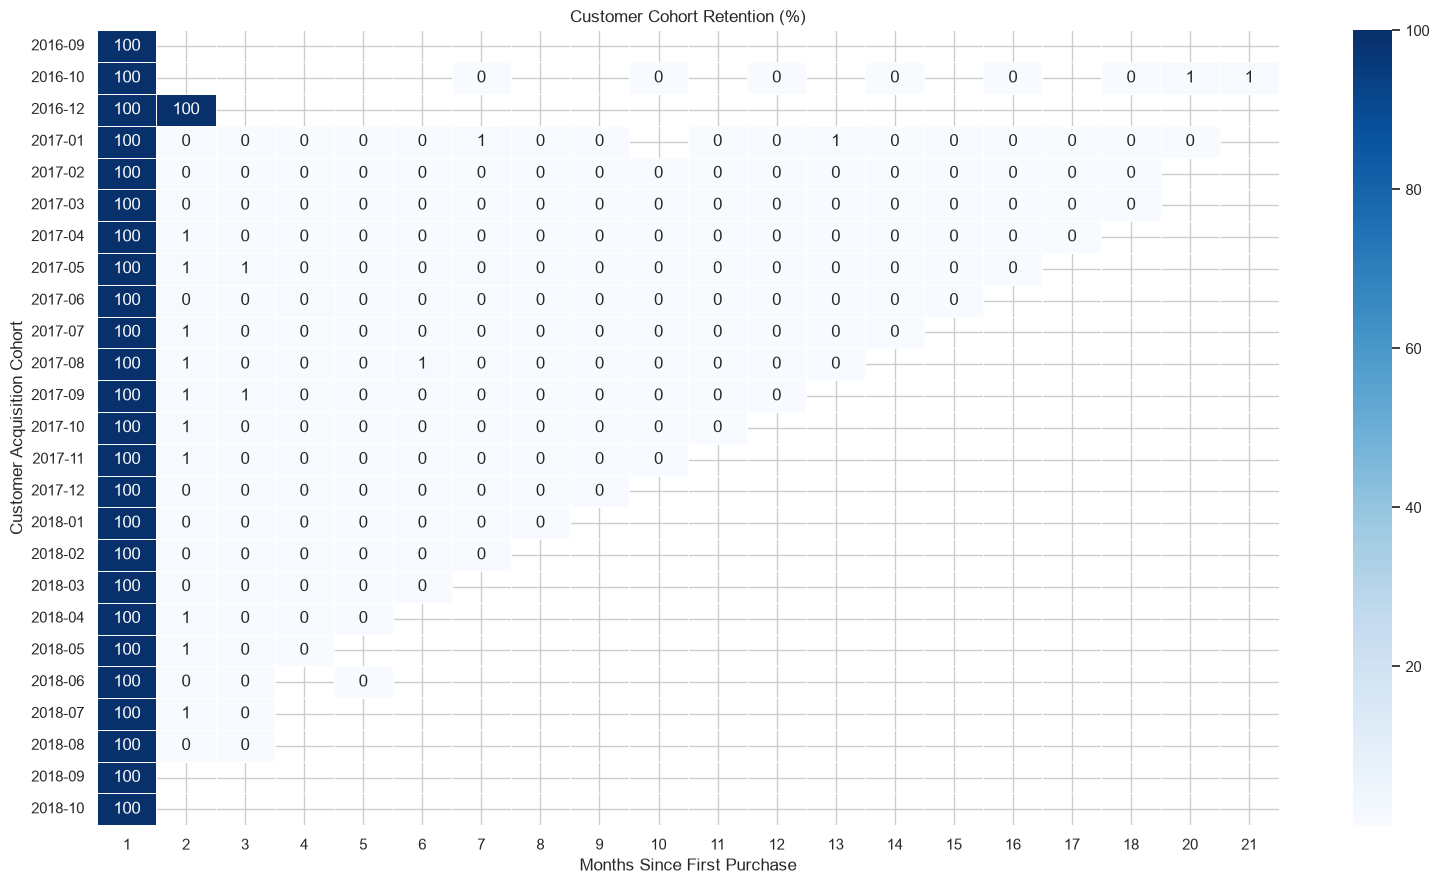 Customer Cohort Retention (%)
2016-09 100
2016-10 100 0 0 0 0 0 0 1 1
2016-12 100 100
2017-01 100 0 0 0 0 0 1 0 0 0 0 1 0 0 0 0 0 0
2017-02 100 0 0 0 0 0 0 0 0 0 0 0 0 0 0 0 0 0
2017-03 100 0 0 0 0 0 0 0 0 0 0 0 0 0 0 0 0 0
2017-04 100 1 0 0 0 0 0 0 0 0 0 0 0 0 0 0 0
2017-05 100 1 1 0 0 0 0 0 0 0 0 0 0 0 0 0
2017-06 100 0 0 0 0 0 0 0 0 0 0 0 0 0 0
2017-07 100 1 0 0 0 0 0 0 0 0 0 0 0 0
2017-08 100 1 0 0 0 1 0 0 0 0 0 0 0
2017-09 100 1 1 0 0 0 0 0 0 0 0 0
2017-10 100 1 0 0 0 0 0 0 0 0 0
2017-11 100 1 0 0 0 0 0 0 0 0
2017-12 100 0 0 0 0 0 0 0 0
2018-01 100 0 0 0 0 0 0 0
2018-02 100 0 0 0 0 0 0
2018-03 100 0 0 0 0 0
2018-04 100 1 0 0 0
2018-05 100 1 0 0
2018-06 100 0 0 0
2018-07 100 1 0
2018-08 100 0 0
2018-09 100
2018-10 100
1 2 3 4 5 6 7 8 9 10 11 12 13 14 15 16 17 18 20 21
Months Since First Purchase
Customer Acquisition Cohort
100
80
60
40
20